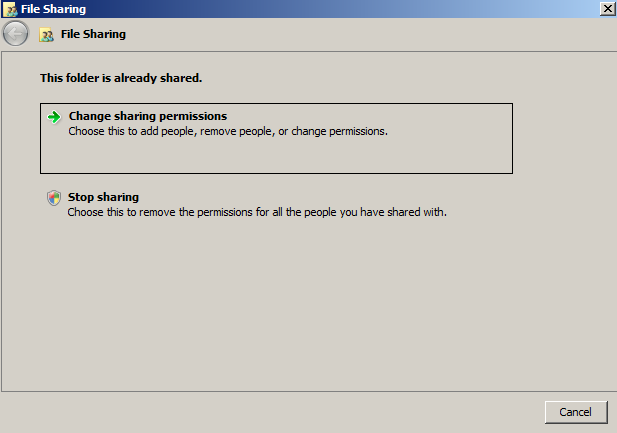 File Sharing
File Sharing
This folder is already shared.
Change sharing permissions
Choose this to add people, remove people, or change permissions.
Stop sharing
Choose this to remove the permissions for all the people you have shared with.
Cancel